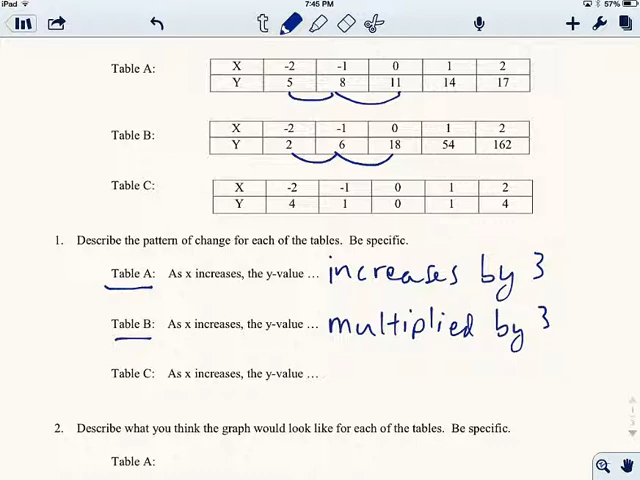 iPad
7:45 PM
57%
t
Table A:
X -2 -1 0 1 2
Y 5 8 11 14 17
Table B:
X -2 -1 0 1 2
Y 2 6 18 54 162
Table C:
X -2 -1 0 1 2
Y 4 1 0 1 4
1. Describe the pattern of change for each of the tables. Be specific.
Table A: As x increases, the y-value ... increases by 3
Table B: As x increases, the y-value ... multiplied by 3
Table C: As x increases, the y-value ...
2. Describe what you think the graph would look like for each of the tables. Be specific.
Table A: